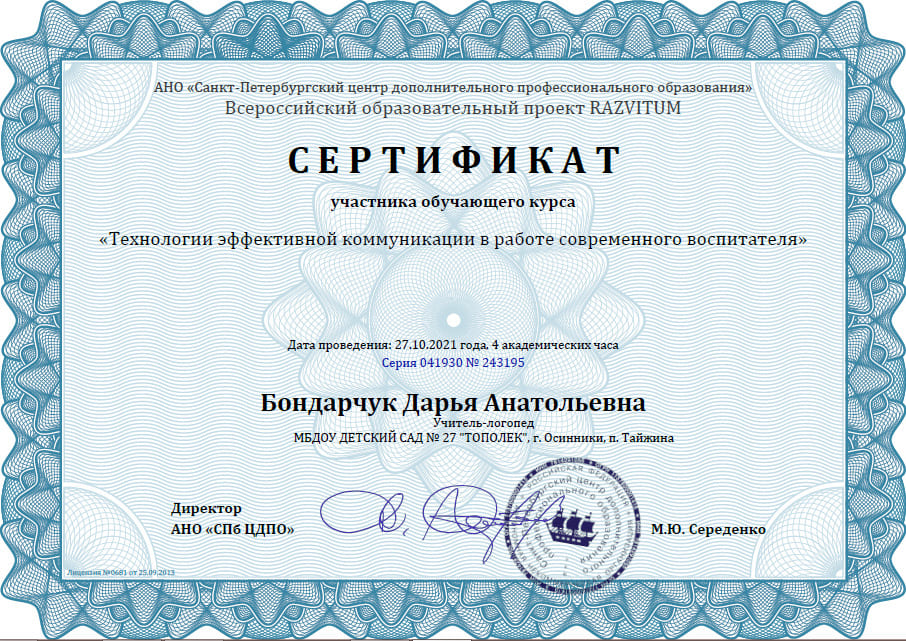 АНО «Санкт-Петербургский центр дополнительного профессионального образования»
Всероссийский образовательный проект RAZVITUM
СЕРТИФИКАТ
участника обучающего курса
«Технологии эффективной коммуникации в работе современного воспитателя»
Дата проведения: 27.10.2021 года, 4 академических часа
Серия 041930 № 243195
Бондарчук Дарья Анатольевна
Учитель-логопед
МБДОУ ДЕТСКИЙ САД № 27 "ТОПОЛЕК", г. Осинники, п. Тайжина
Директор
АНО «СПб ЦДПО»
М.Ю. Середенко
Лицензия №0681 от 25.09.2013
РОССИЙСКАЯ ФЕДЕРАЦИЯ